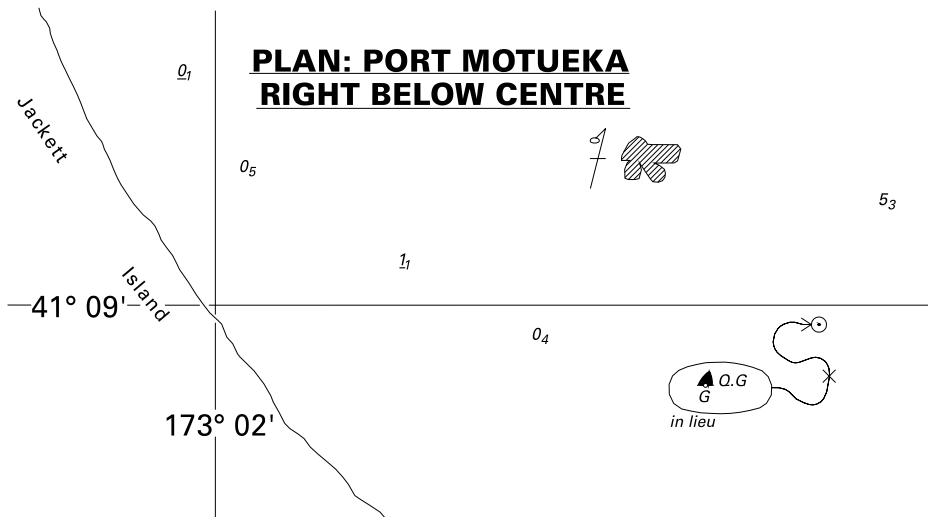 PLAN: PORT MOTUEKA
RIGHT BELOW CENTRE
0₁
Jackett
0₅
5₃
1₁
Island
41° 09'
0₄
Q.G
G
in lieu
173° 02'